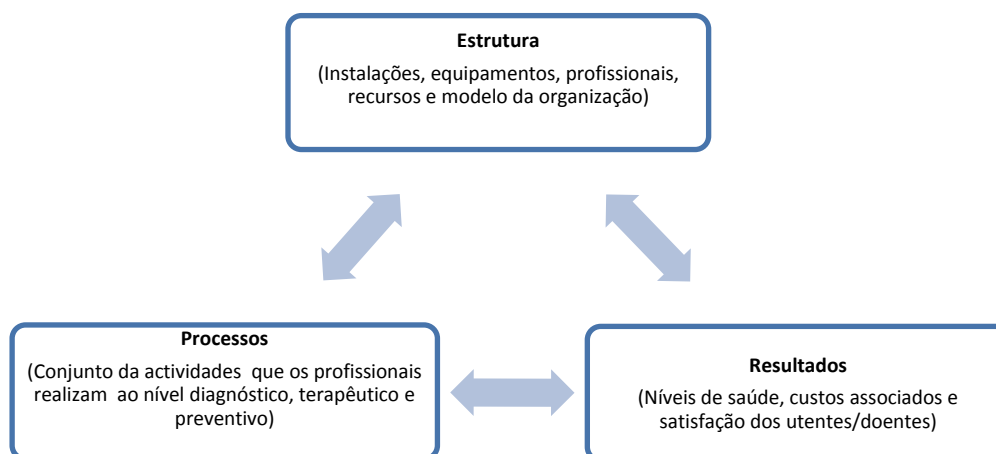 Estrutura
(Instalações, equipamentos, profissionais,
recursos e modelo da organização)
Processos
(Conjunto da actividades que os profissionais
realizam ao nível diagnóstico, terapêutico e
preventivo)
Resultados
(Níveis de saúde, custos associados e
satisfação dos utentes/doentes)